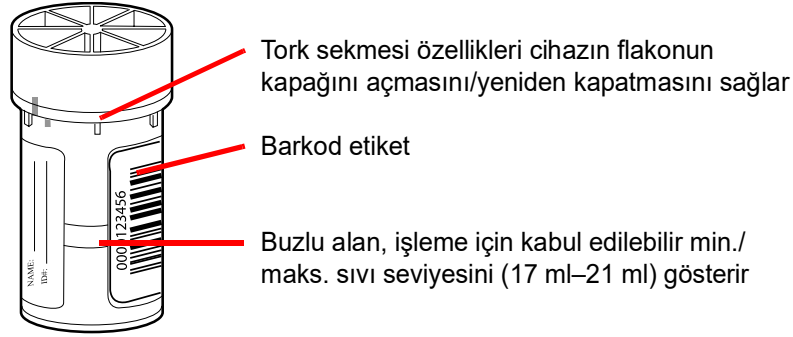 Tork sekmesi özellikleri cihazın flakonun
kapağını açmasını/yeniden kapatmasını sağlar
Barkod etiket
Buzlu alan, işleme için kabul edilebilir min./
maks. sıvı seviyesini (17 ml–21 ml) gösterir
NAME:
ID#:
0000123456